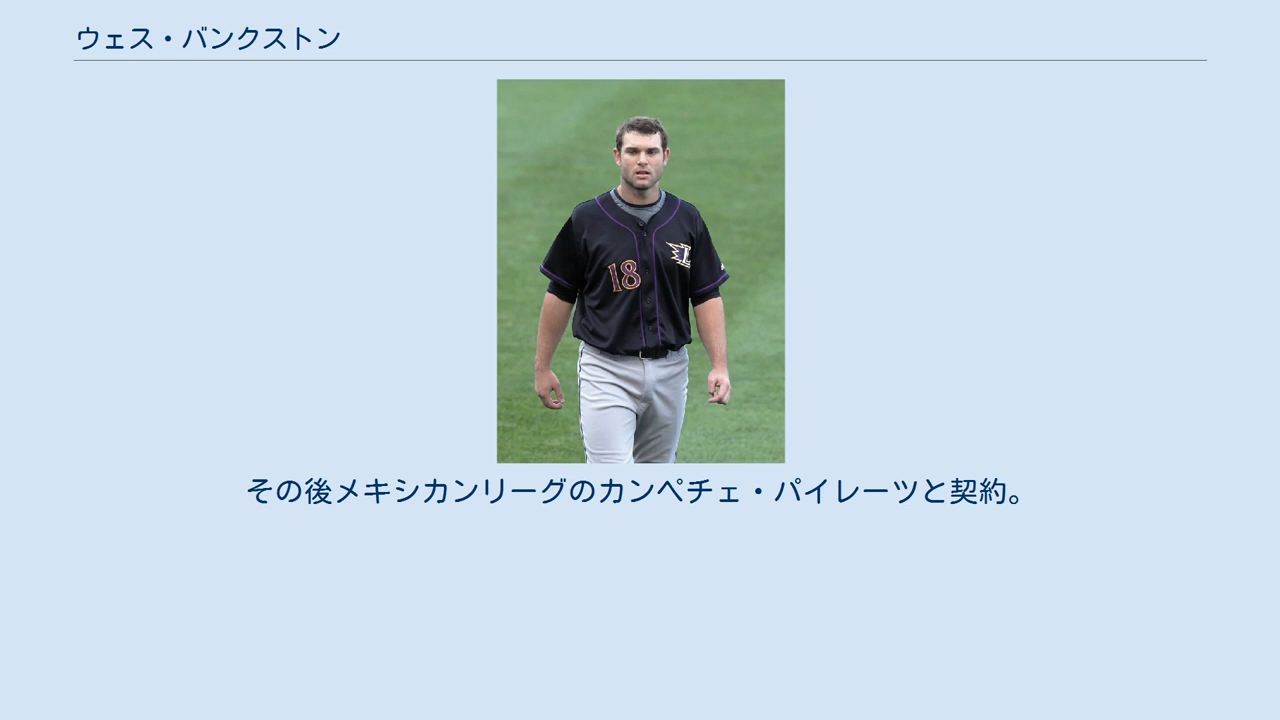 ウェス・バンクストン
18
L
その後メキシカンリーグのカンペチェ・パイレーツと契約。